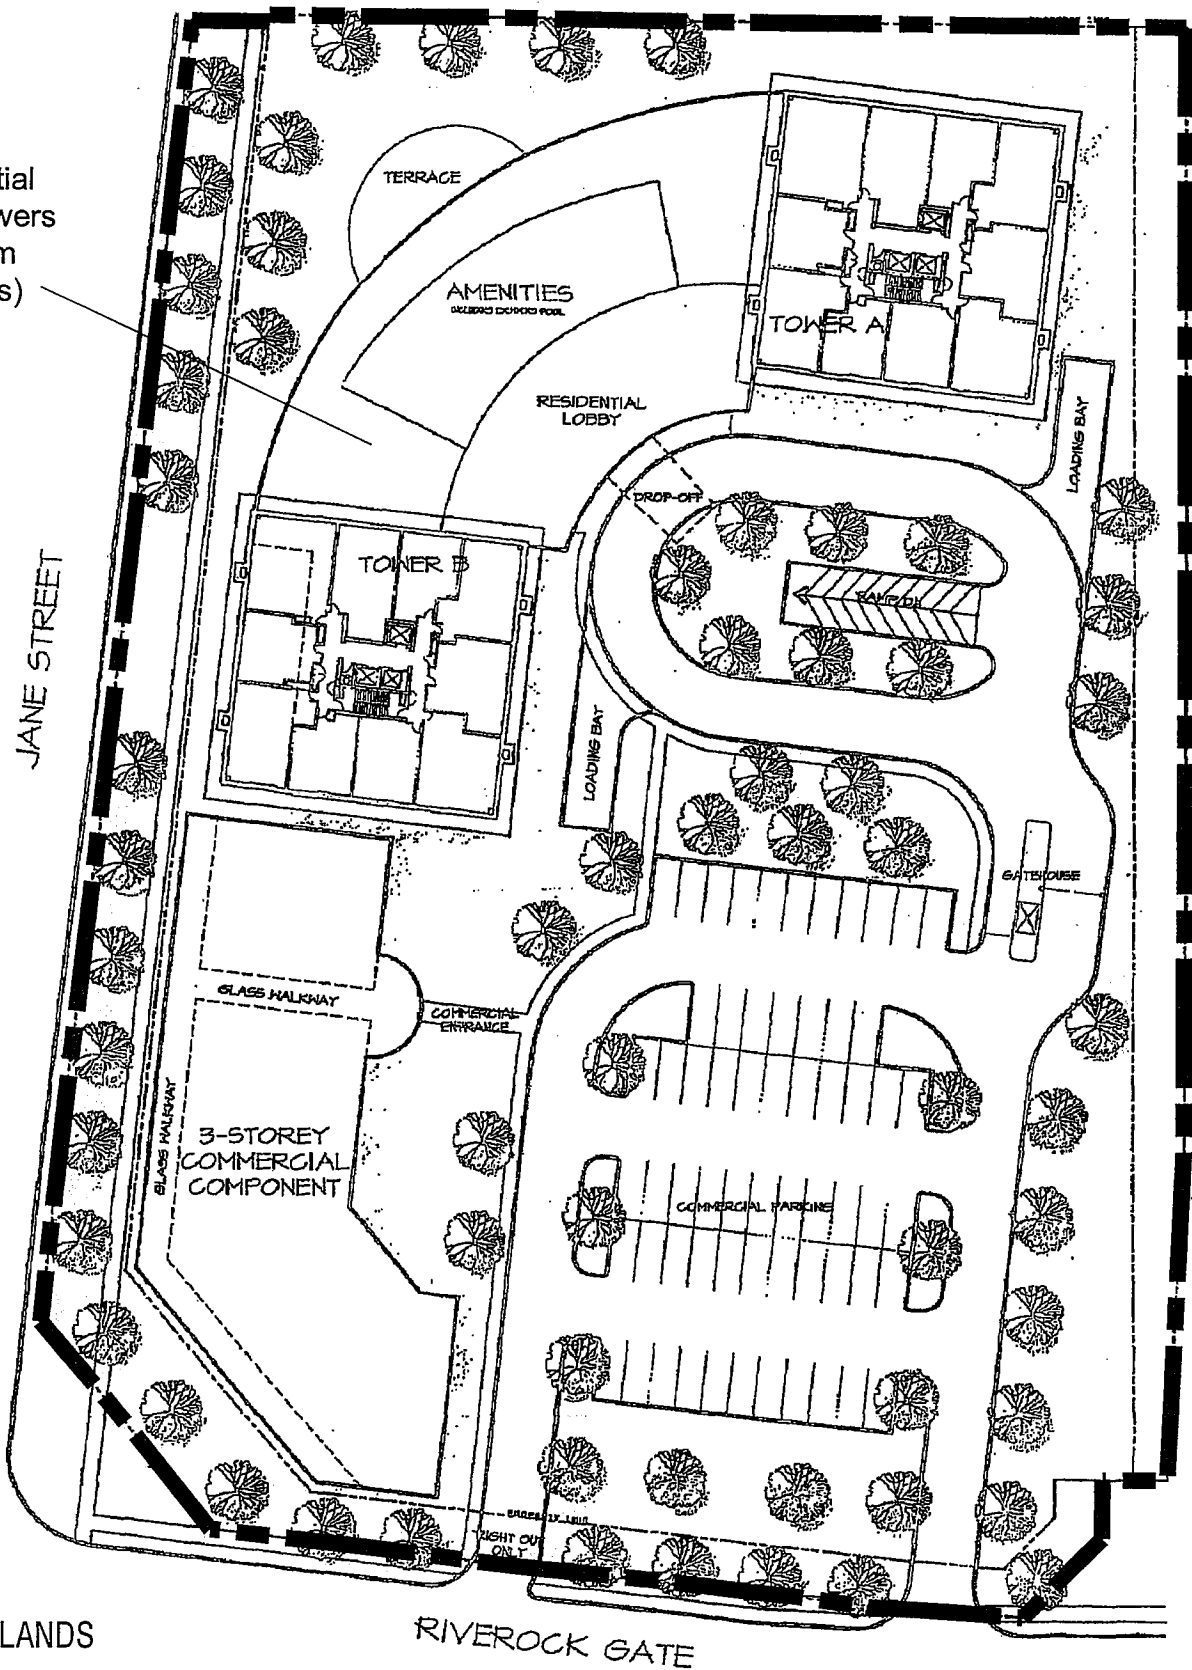 tial
wers
m
s)
TERRACE
AMENITIES
TOWER A
RESIDENTIAL
LOBBY
LOADING BAY
DROP-OFF
TOWER B
JANE STREET
LOADING BAY
GATEHOUSE
GLASS WALKWAY
COMMERCIAL
ENTRANCE
GLASS WALKWAY
3-STOREY
COMMERCIAL
COMPONENT
COMMERCIAL PARKING
RIGHT OUT
ONLY
LANDS
RIVEROCK GATE